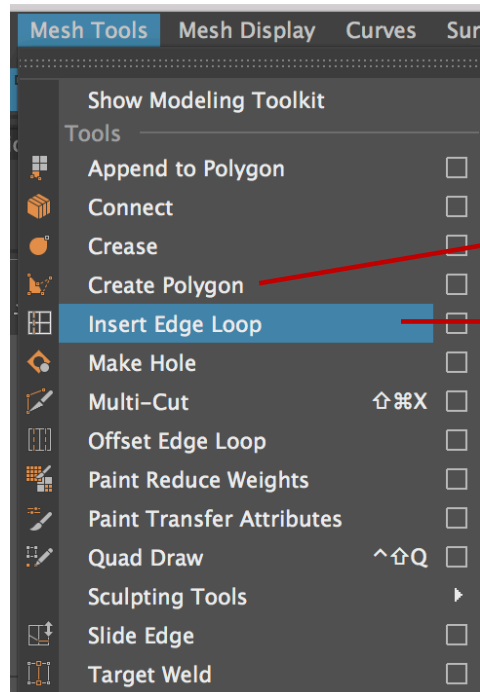 Mesh Tools Mesh Display Curves Sur
Show Modeling Toolkit
Tools
Append to Polygon
Connect
Crease
Create Polygon
Insert Edge Loop
Make Hole
Multi-Cut ⇧⌘X
Offset Edge Loop
Paint Reduce Weights
Paint Transfer Attributes
Quad Draw ^⇧Q
Sculpting Tools
Slide Edge
Target Weld